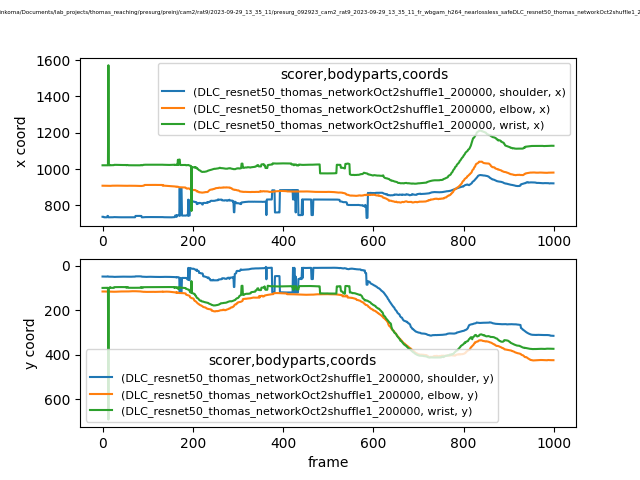 inkoma/Documents/lab_projects/thomas_reaching/presurg/preinj/cam2/rat9/2023-09-29_13_35_11/presurg_092923_cam2_rat9_2023-09-29_13_35_11_fr_wbgam_h264_nearlossless_safeDLC_resnet50_thomas_networkOct2shuffle1_2
1600
1400
1200
1000
800
x coord
scorer,bodyparts,coords
(DLC_resnet50_thomas_networkOct2shuffle1_200000, shoulder, x)
(DLC_resnet50_thomas_networkOct2shuffle1_200000, elbow, x)
(DLC_resnet50_thomas_networkOct2shuffle1_200000, wrist, x)
0 200 400 600 800 1000
0
200
400
600
y coord
scorer,bodyparts,coords
(DLC_resnet50_thomas_networkOct2shuffle1_200000, shoulder, y)
(DLC_resnet50_thomas_networkOct2shuffle1_200000, elbow, y)
(DLC_resnet50_thomas_networkOct2shuffle1_200000, wrist, y)
0 200 400 600 800 1000
frame